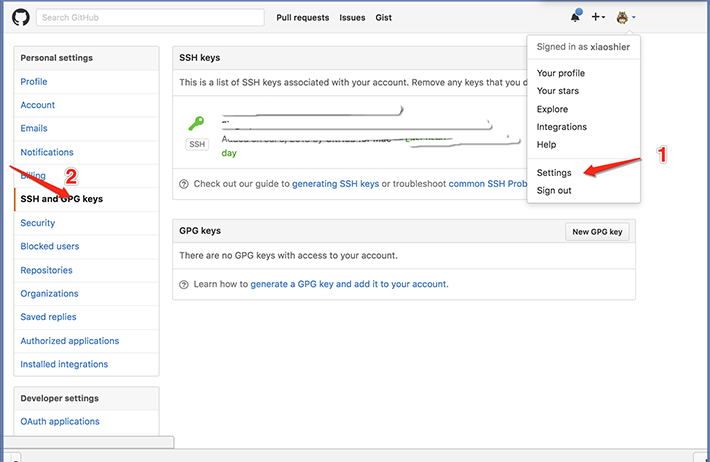 Search GitHub
Pull requests Issues Gist
Signed in as xiaoshier
Your profile
Your stars
Explore
Integrations
Help
Settings
Sign out
1
2
Personal settings
Profile
Account
Emails
Notifications
Billing
SSH and GPG keys
Security
Blocked users
Repositories
Organizations
Saved replies
Authorized applications
Installed integrations
Developer settings
OAuth applications
SSH keys
This is a list of SSH keys associated with your account. Remove any keys that you d
SSH
day
Check out our guide to generating SSH keys or troubleshoot common SSH Prob
GPG keys
New GPG key
There are no GPG keys with access to your account.
Learn how to generate a GPG key and add it to your account.